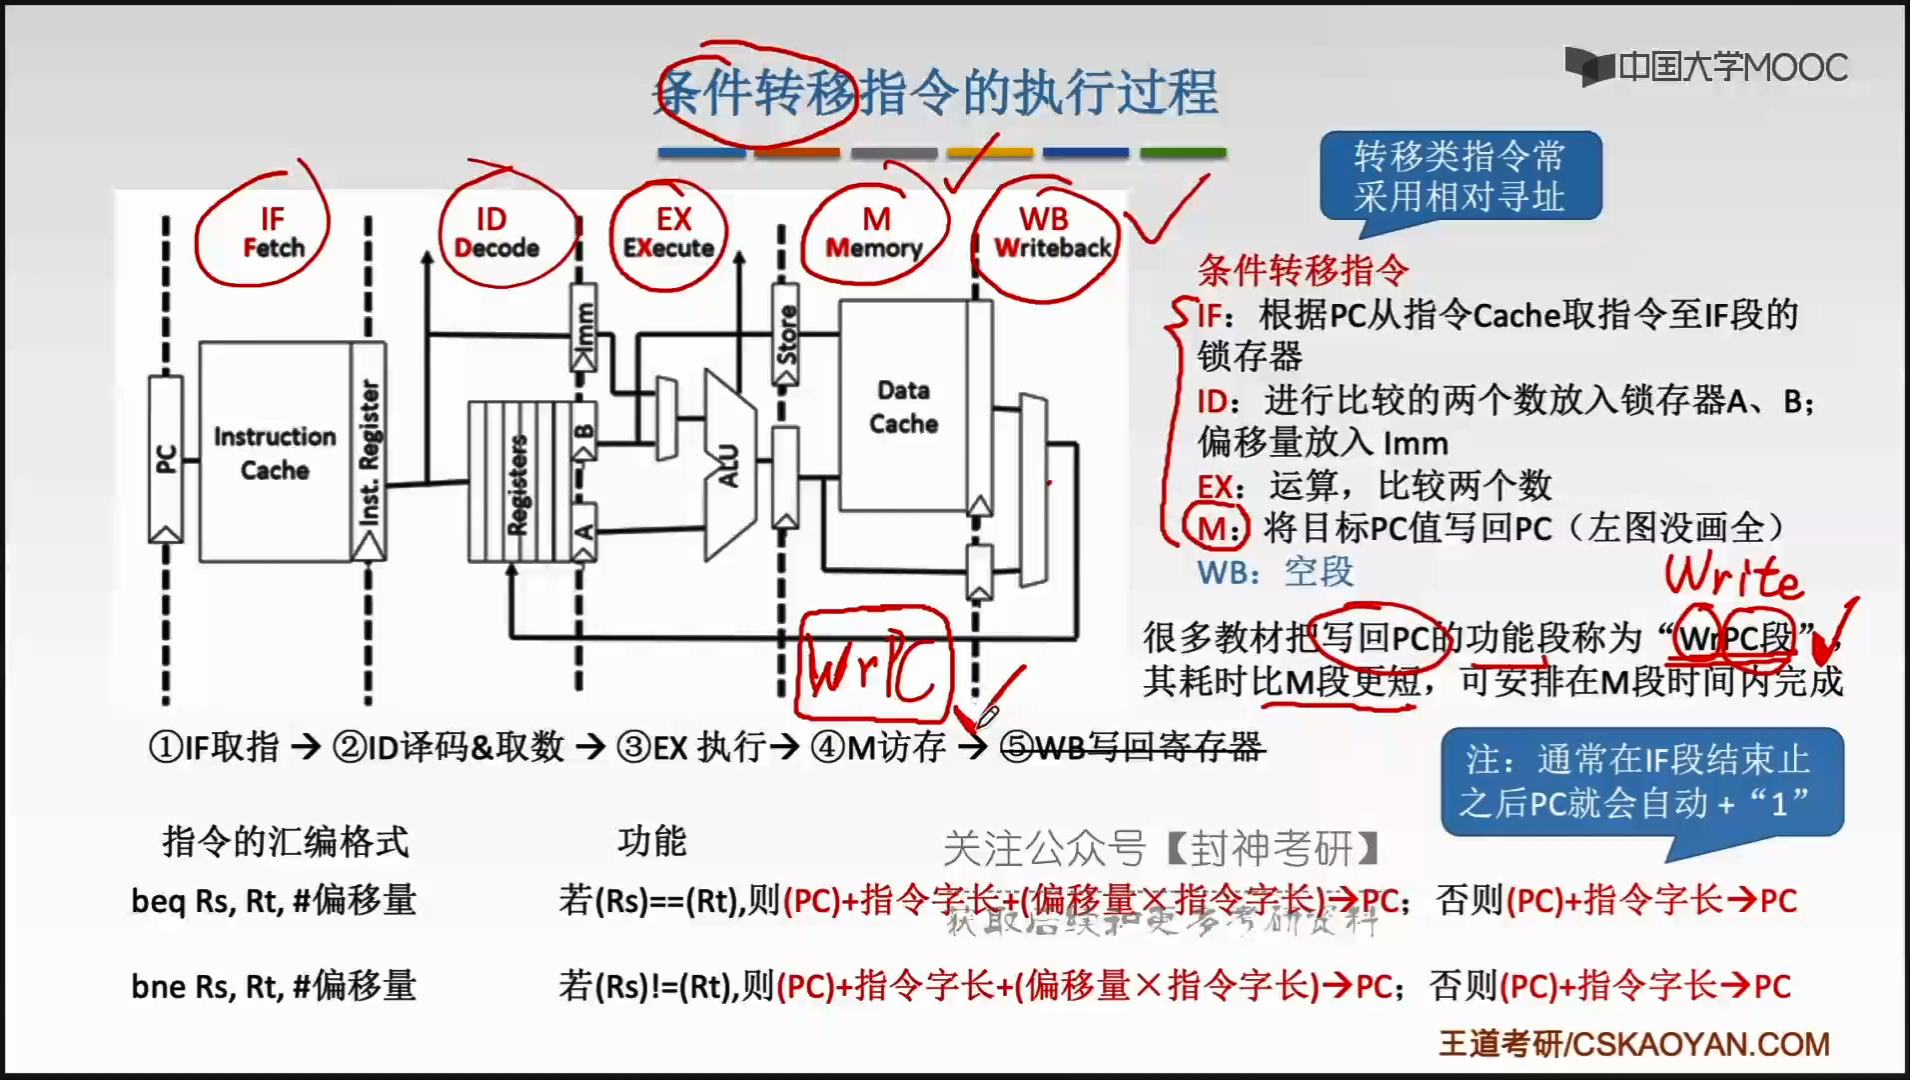 条件转移指令的执行过程
中国大学MOOC
转移类指令常
采用相对寻址
IF
Fetch
ID
Decode
EX
EXecute
M
Memory
WB
Writeback
PC
Instruction
Cache
Inst. Register
Registers
Imm
B
A
ALU
Store
Data
Cache
WrPC
条件转移指令
IF：根据PC从指令Cache取指令至IF段的
锁存器
ID：进行比较的两个数放入锁存器A、B；
偏移量放入 Imm
EX：运算，比较两个数
M：将目标PC值写回PC（左图没画全）
WB：空段
Write
很多教材把写回PC的功能段称为“WrPC段”，
其耗时比M段更短，可安排在M段时间内完成
①IF取指 → ②ID译码&取数 → ③EX 执行→ ④M访存 → ⑤WB写回寄存器
注：通常在IF段结束止
之后PC就会自动 + “1”
指令的汇编格式 功能
关注公众号【封神考研】
beq Rs, Rt, #偏移量 若(Rs)==(Rt),则(PC)+指令字长+(偏移量×指令字长)→PC；否则(PC)+指令字长→PC
获取后续和更多考研资料
bne Rs, Rt, #偏移量 若(Rs)!=(Rt),则(PC)+指令字长+(偏移量×指令字长)→PC；否则(PC)+指令字长→PC
王道考研/CSKAOYAN.COM